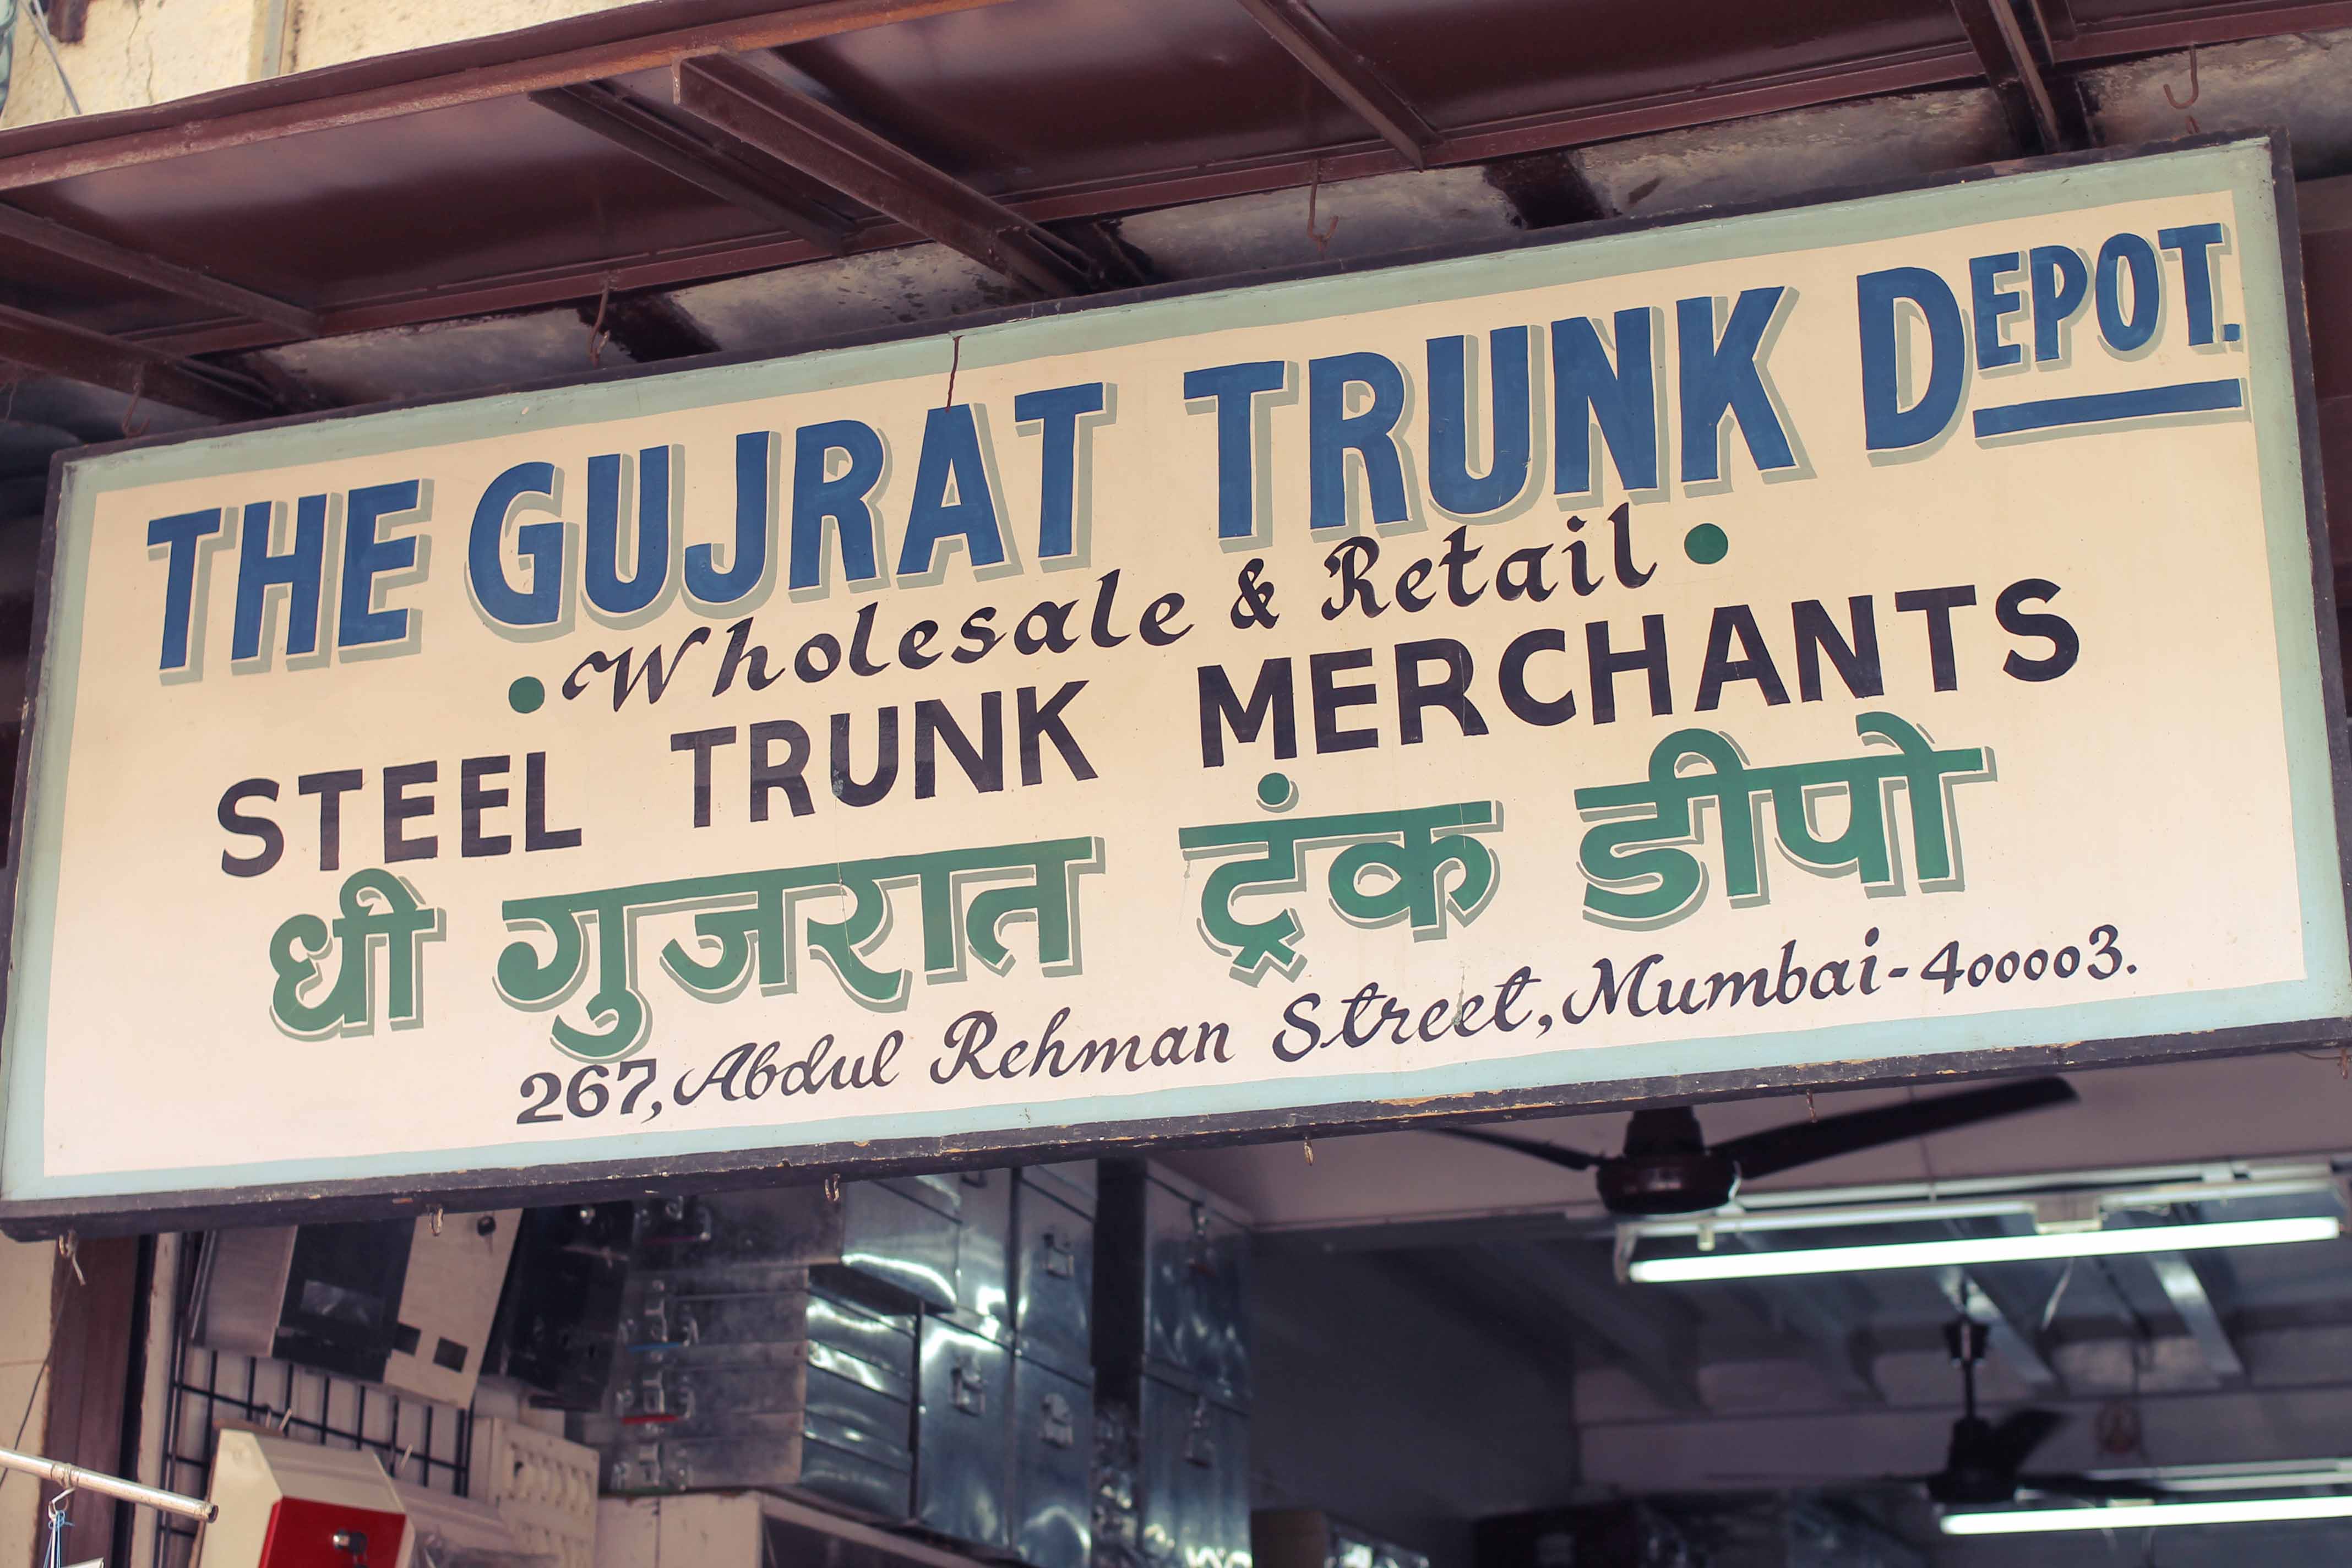 THE GUJRAT TRUNK DEPOT.
• Wholesale & Retail •
STEEL TRUNK MERCHANTS
धी गुजरात ट्रंक डीपो
267, Abdul Rehman Street, Mumbai-400003.